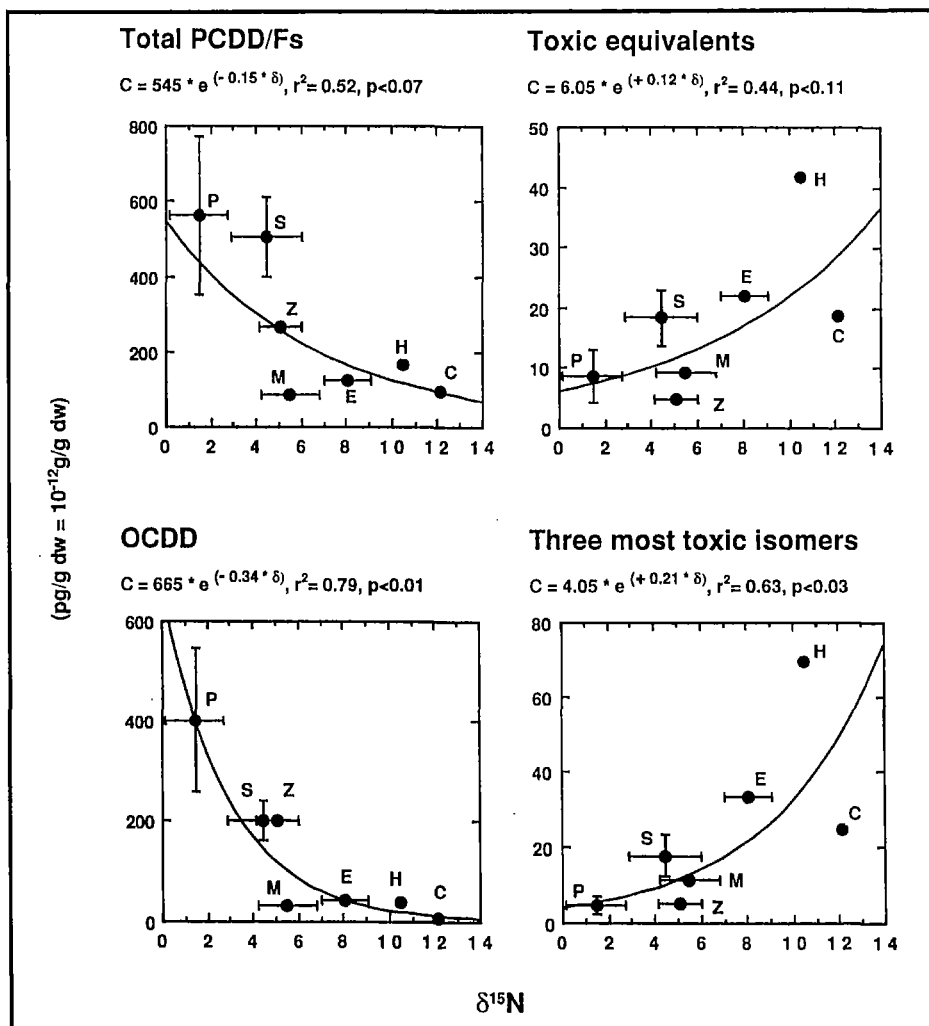 Total PCDD/Fs
C = 545 * e (- 0.15 * δ), r²= 0.52, p<0.07
800
600
400
200
0
P
S
Z
M
E
H
C
0 2 4 6 8 10 12 14
Toxic equivalents
C = 6.05 * e (+ 0.12 * δ), r²= 0.44, p<0.11
50
40
30
20
10
0
H
E
S
C
P
M
Z
0 2 4 6 8 10 12 14
(pg/g dw = 10⁻¹²g/g dw)
OCDD
C = 665 * e (- 0.34 * δ), r²= 0.79, p<0.01
600
400
200
0
P
S Z
M
E
H
C
0 2 4 6 8 10 12 14
Three most toxic isomers
C = 4.05 * e (+ 0.21 * δ), r²= 0.63, p<0.03
80
60
40
20
0
H
E
C
S
M
P
Z
0 2 4 6 8 10 12 14
δ¹⁵N